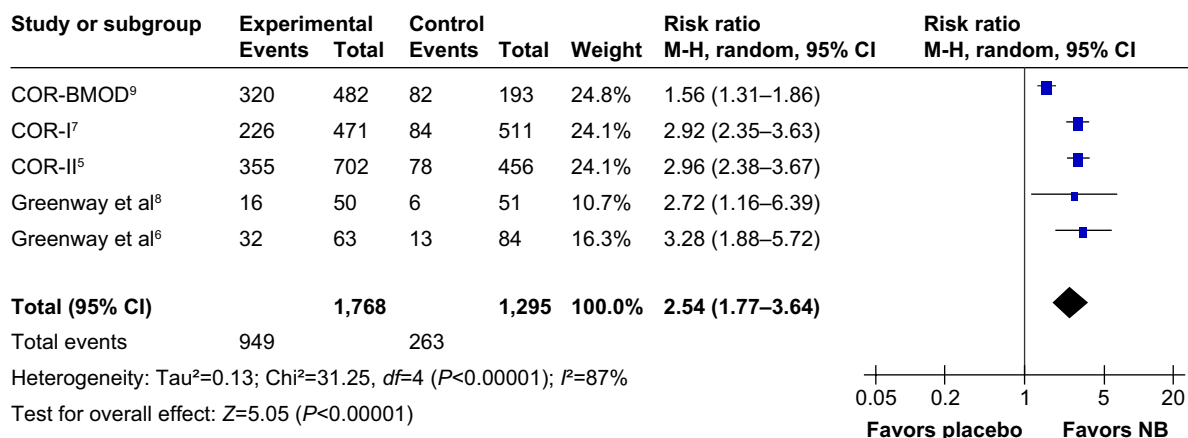 Study or subgroup Experimental Control Risk ratio Risk ratio
Events Total Events Total Weight M-H, random, 95% CI M-H, random, 95% CI
COR-BMOD⁹ 320 482 82 193 24.8% 1.56 (1.31–1.86)
COR-I⁷ 226 471 84 511 24.1% 2.92 (2.35–3.63)
COR-II⁵ 355 702 78 456 24.1% 2.96 (2.38–3.67)
Greenway et al⁸ 16 50 6 51 10.7% 2.72 (1.16–6.39)
Greenway et al⁶ 32 63 13 84 16.3% 3.28 (1.88–5.72)
Total (95% CI) 1,768 1,295 100.0% 2.54 (1.77–3.64)
Total events 949 263
Heterogeneity: Tau²=0.13; Chi²=31.25, df=4 (P<0.00001); I²=87%
Test for overall effect: Z=5.05 (P<0.00001)
0.05 0.2 1 5 20
Favors placebo Favors NB